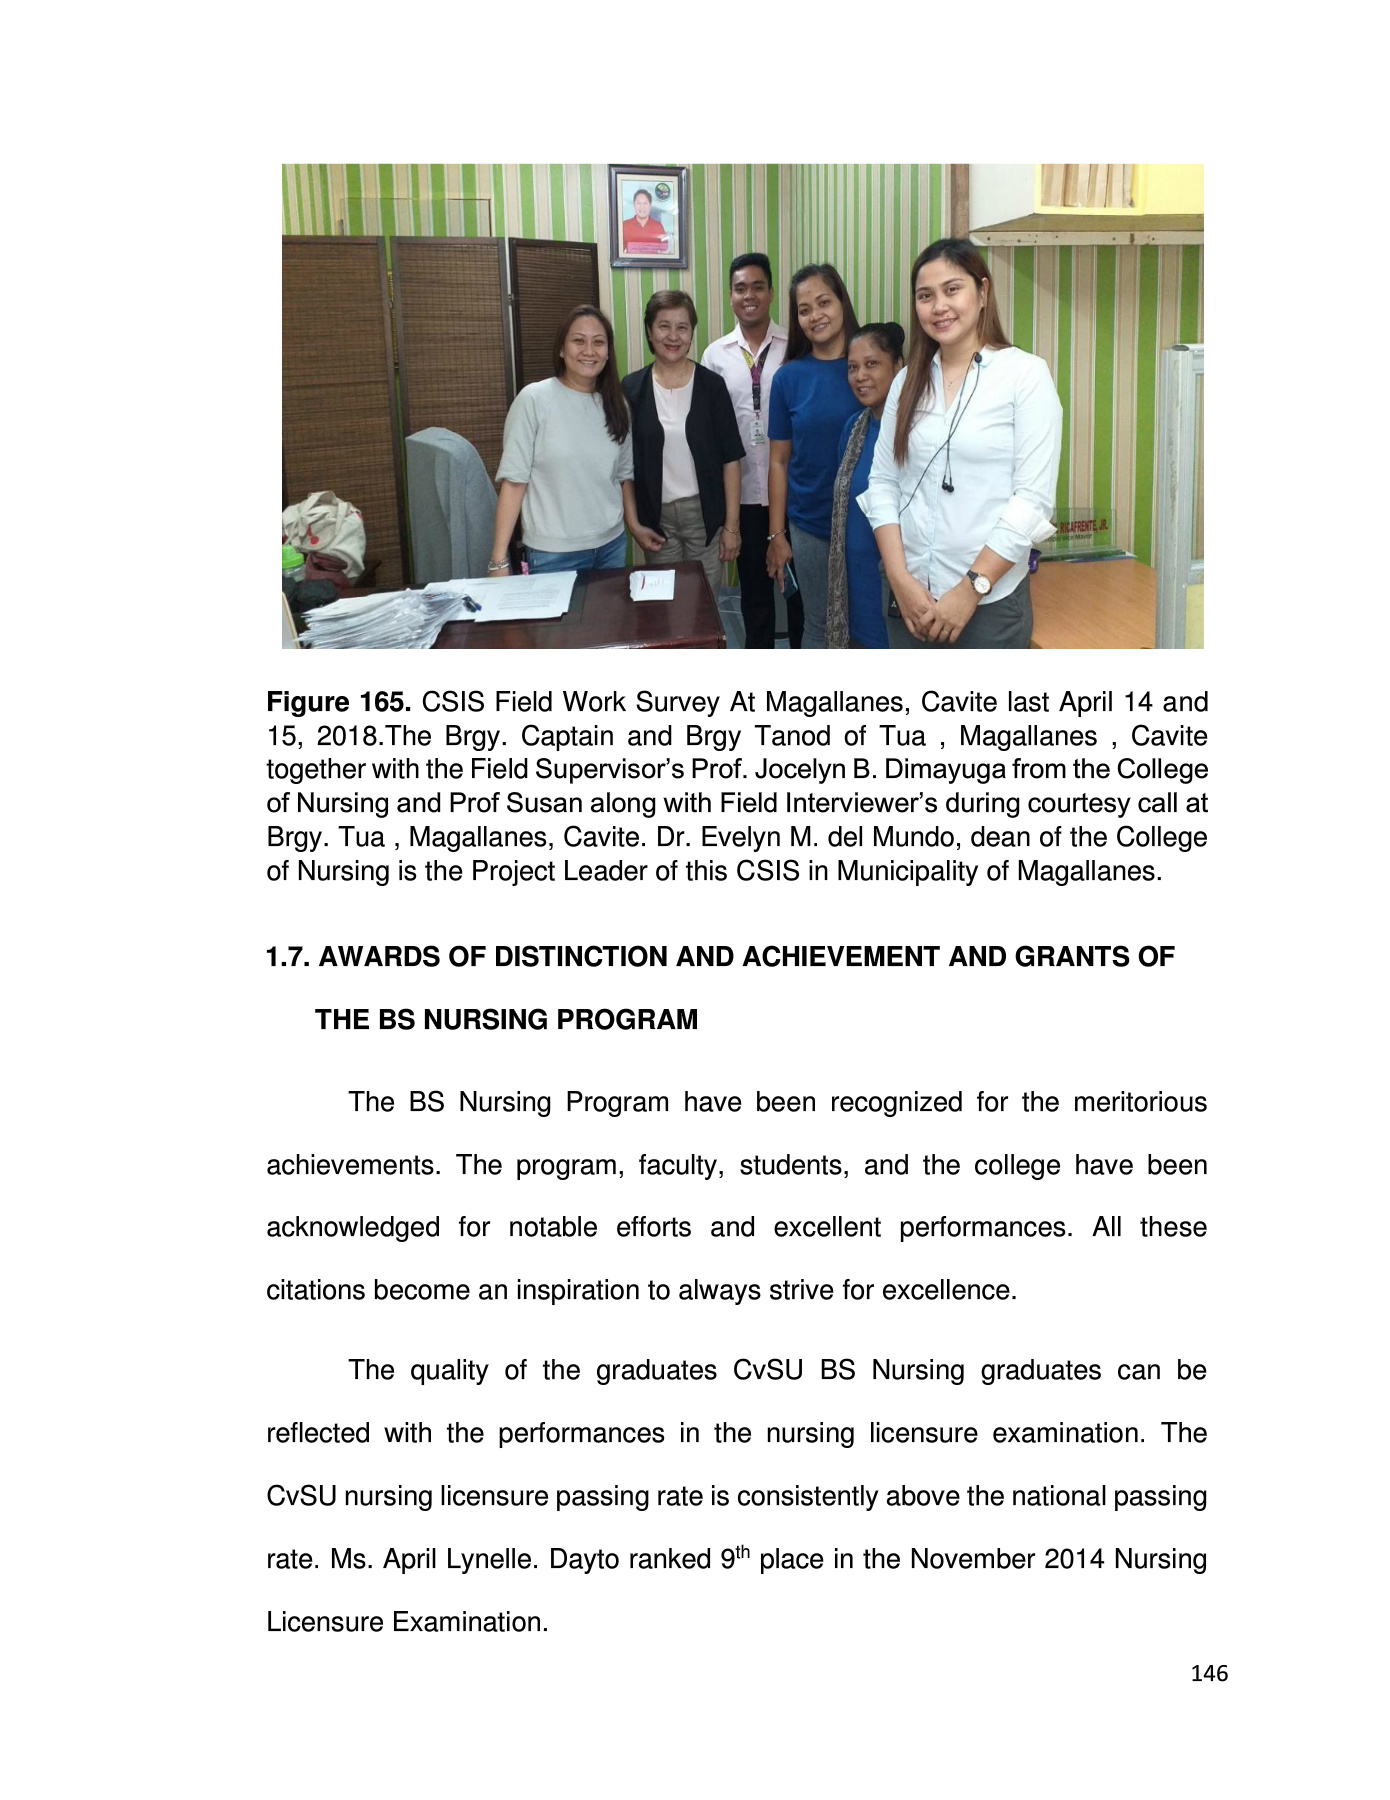 RICAFRENTE, JR.
Figure 165. CSIS Field Work Survey At Magallanes, Cavite last April 14 and
15, 2018.The Brgy. Captain and Brgy Tanod of Tua , Magallanes , Cavite
together with the Field Supervisor’s Prof. Jocelyn B. Dimayuga from the College
of Nursing and Prof Susan along with Field Interviewer’s during courtesy call at
Brgy. Tua , Magallanes, Cavite. Dr. Evelyn M. del Mundo, dean of the College
of Nursing is the Project Leader of this CSIS in Municipality of Magallanes.
1.7. AWARDS OF DISTINCTION AND ACHIEVEMENT AND GRANTS OF
THE BS NURSING PROGRAM
The BS Nursing Program have been recognized for the meritorious
achievements. The program, faculty, students, and the college have been
acknowledged for notable efforts and excellent performances. All these
citations become an inspiration to always strive for excellence.
The quality of the graduates CvSU BS Nursing graduates can be
reflected with the performances in the nursing licensure examination. The
CvSU nursing licensure passing rate is consistently above the national passing
rate. Ms. April Lynelle. Dayto ranked 9th place in the November 2014 Nursing
Licensure Examination.
146